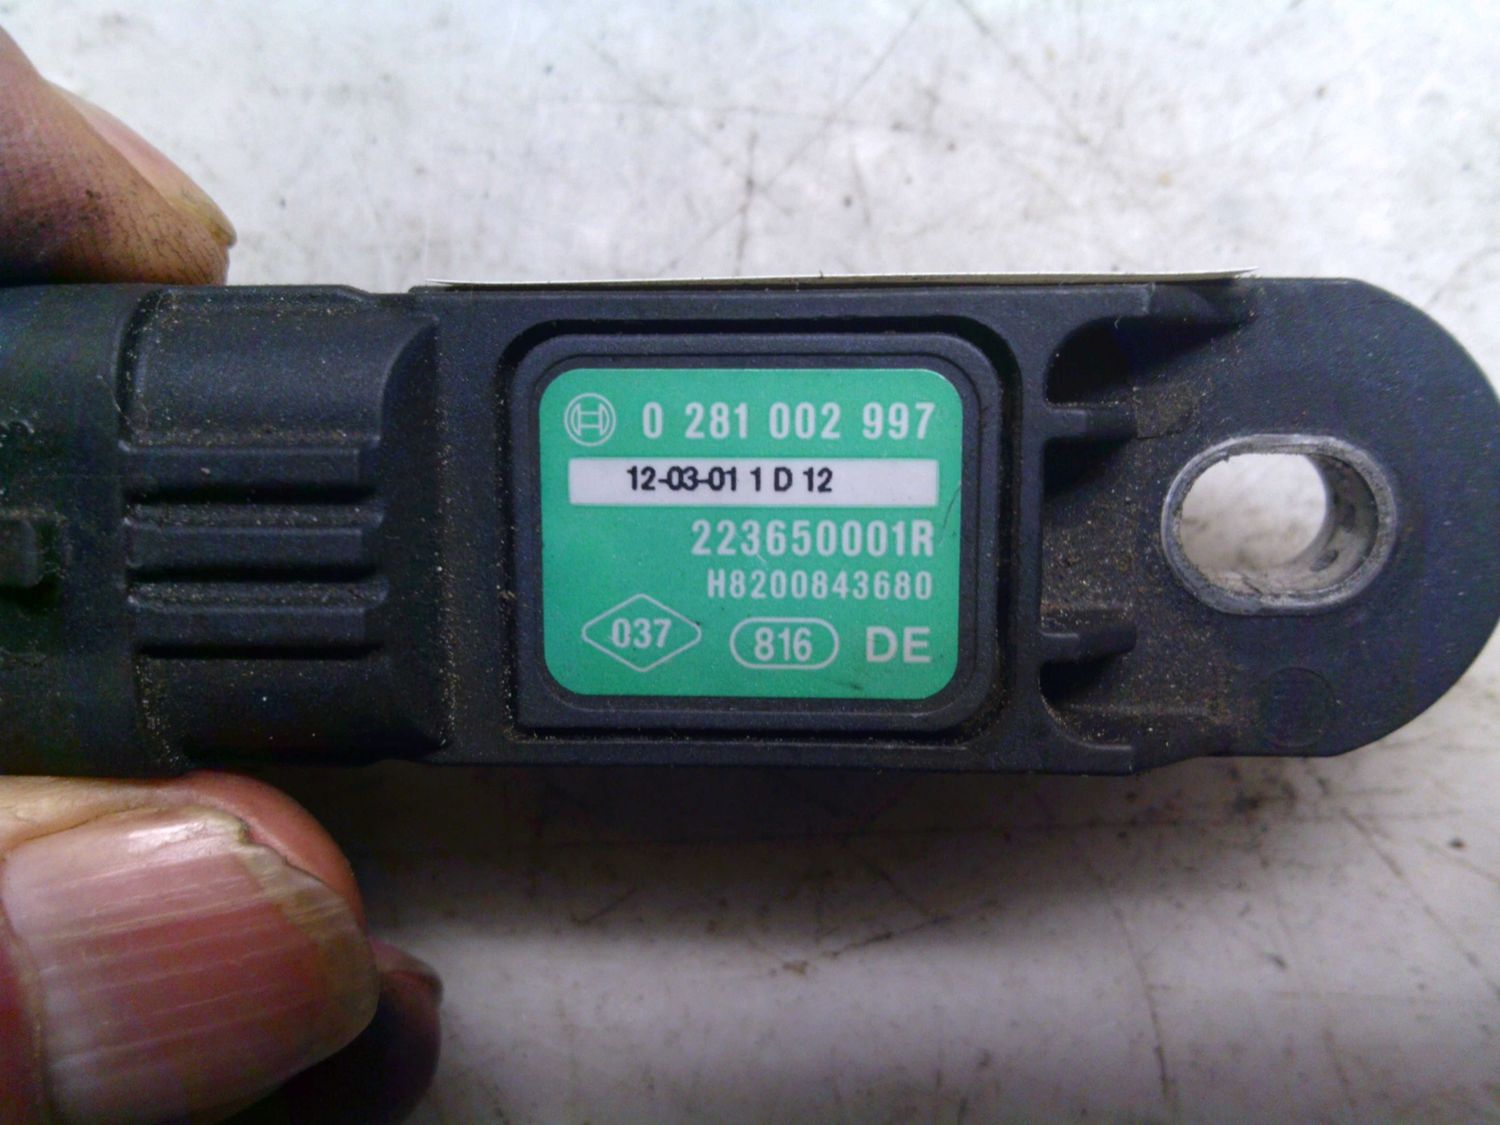 0 281 002 997
12-03-01 1 D 12
223650001R
H8200843680
037 816 DE